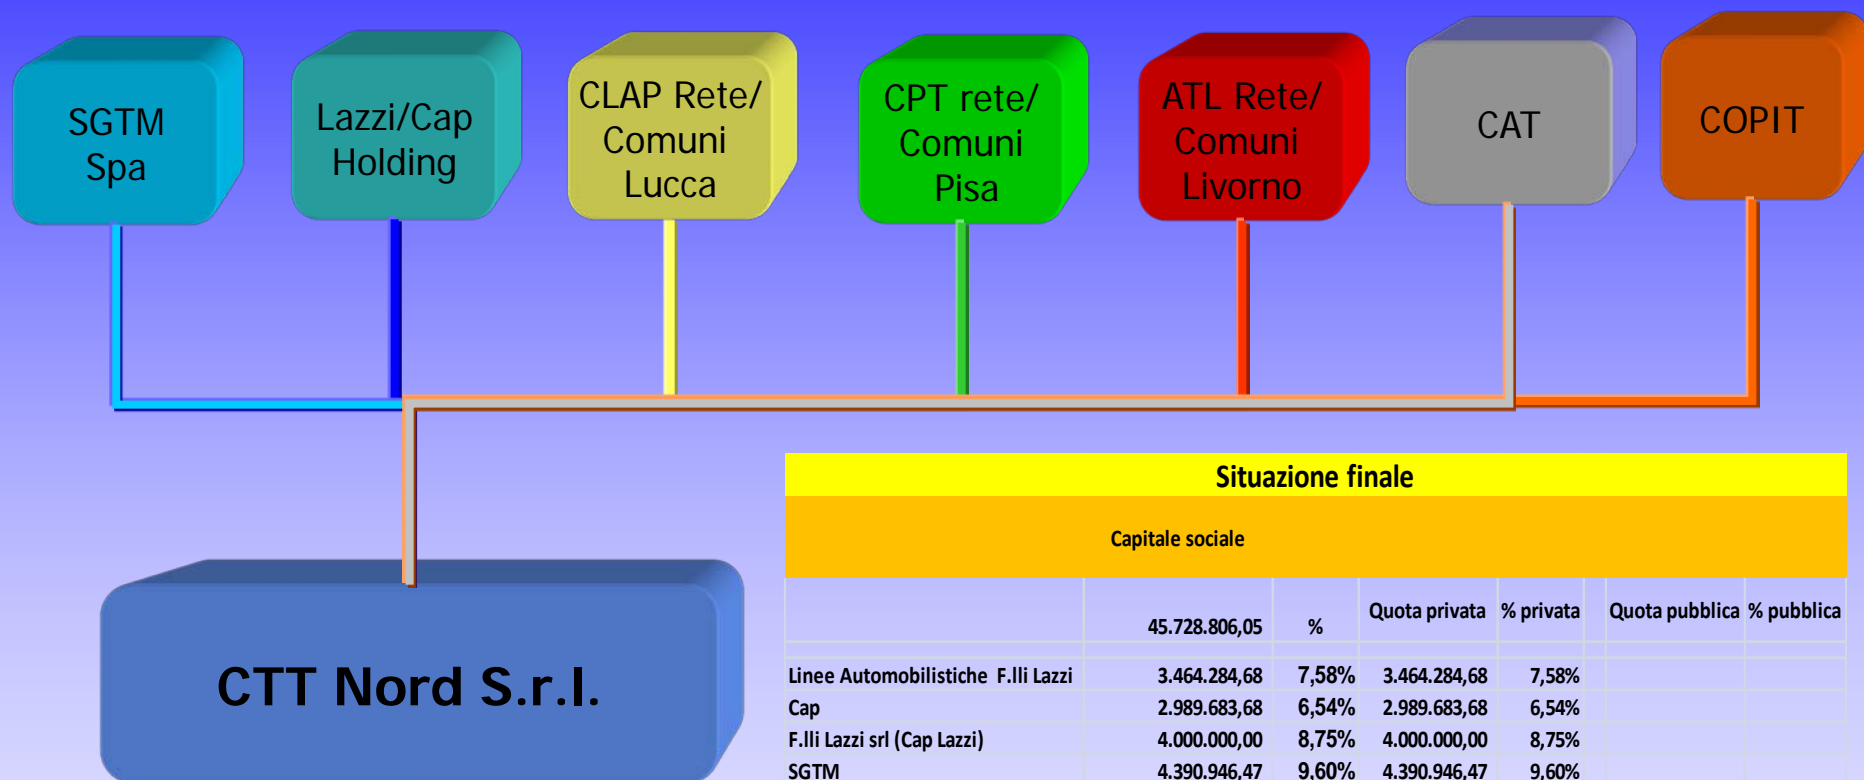 SGTM
Spa
Lazzi/Cap
Holding
CLAP Rete/
Comuni
Lucca
CPT rete/
Comuni
Pisa
ATL Rete/
Comuni
Livorno
CAT
COPIT
CTT Nord S.r.l.
Situazione finale
Capitale sociale
45.728.806,05 % Quota privata % privata Quota pubblica % pubblica
Linee Automobilistiche F.lli Lazzi 3.464.284,68 7,58% 3.464.284,68 7,58%
Cap 2.989.683,68 6,54% 2.989.683,68 6,54%
F.lli Lazzi srl (Cap Lazzi) 4.000.000,00 8,75% 4.000.000,00 8,75%
SGTM 4.390.946,47 9,60% 4.390.946,47 9,60%